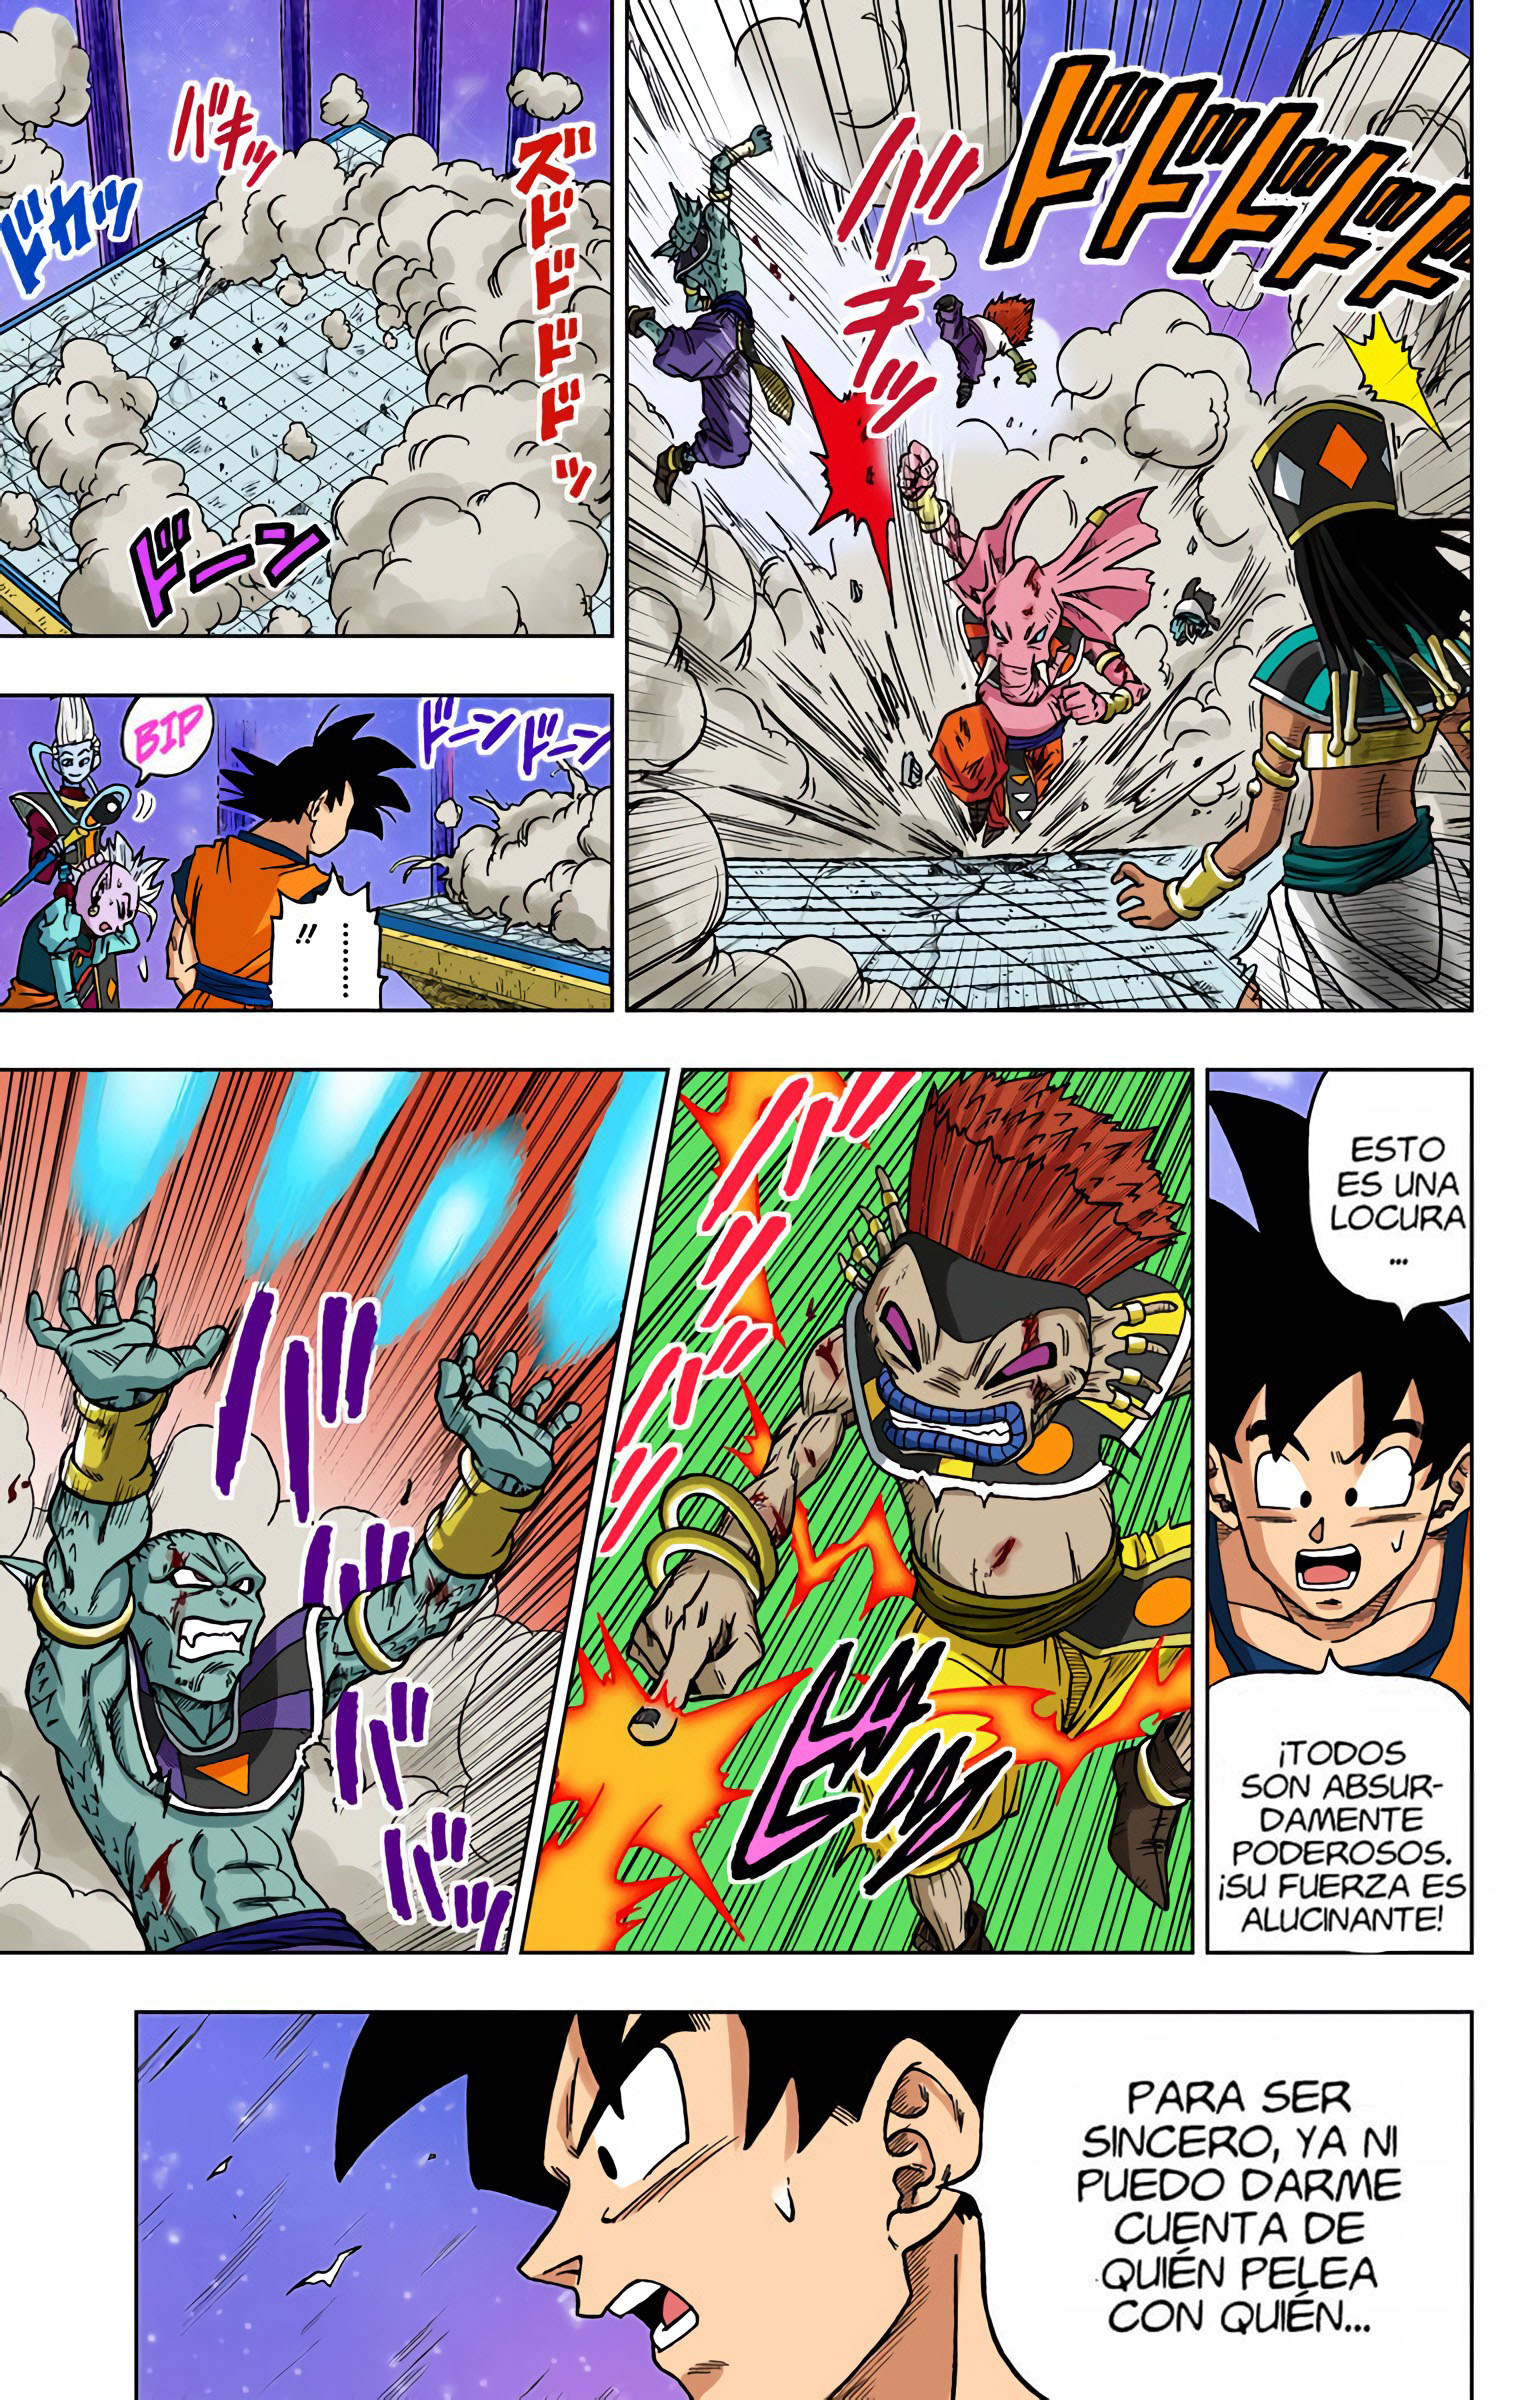 ドドドドド
バキッ
バキッ
ズドドドドッ
ドカッ
ドーン
ドーンドーン
BIP
.........
!!
ESTO
ES UNA
LOCURA
...
¡TODOS
SON ABSUR-
DAMENTE
PODEROSOS.
¡SU FUERZA ES
ALUCINANTE!
ババババ
ビッ
バババババッ
PARA SER
SINCERO, YA NI
PUEDO DARME
CUENTA DE
QUIÉN PELEA
CON QUIÉN...